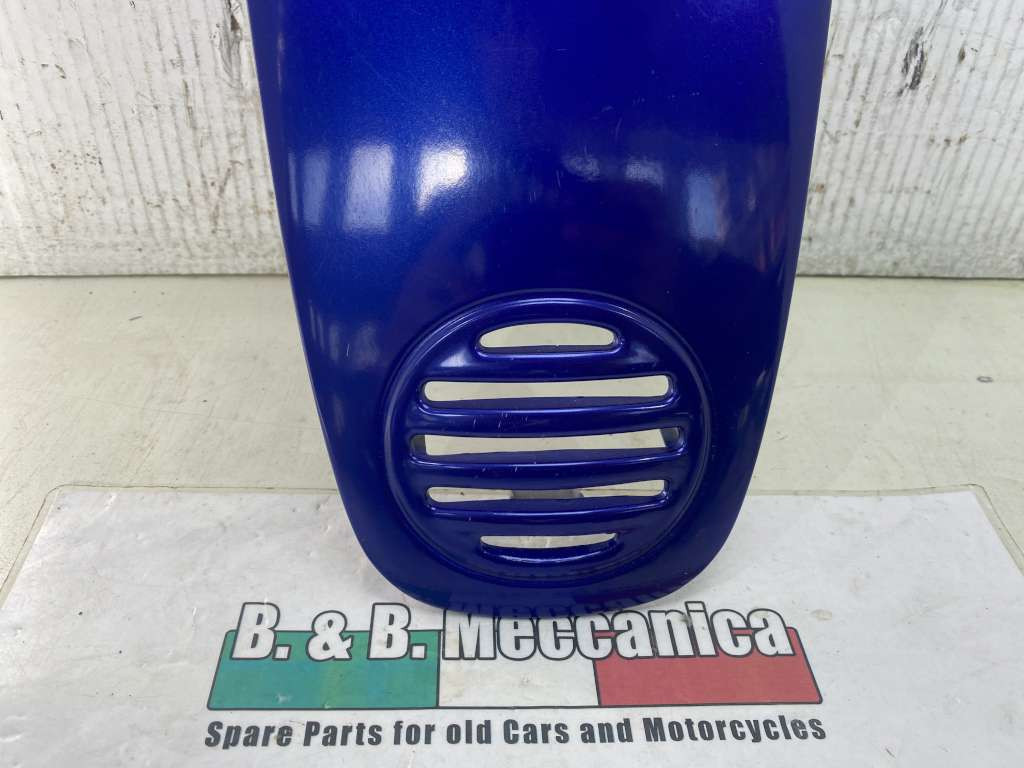 B. & B. Meccanica
Spare Parts for old Cars and Motorcycles